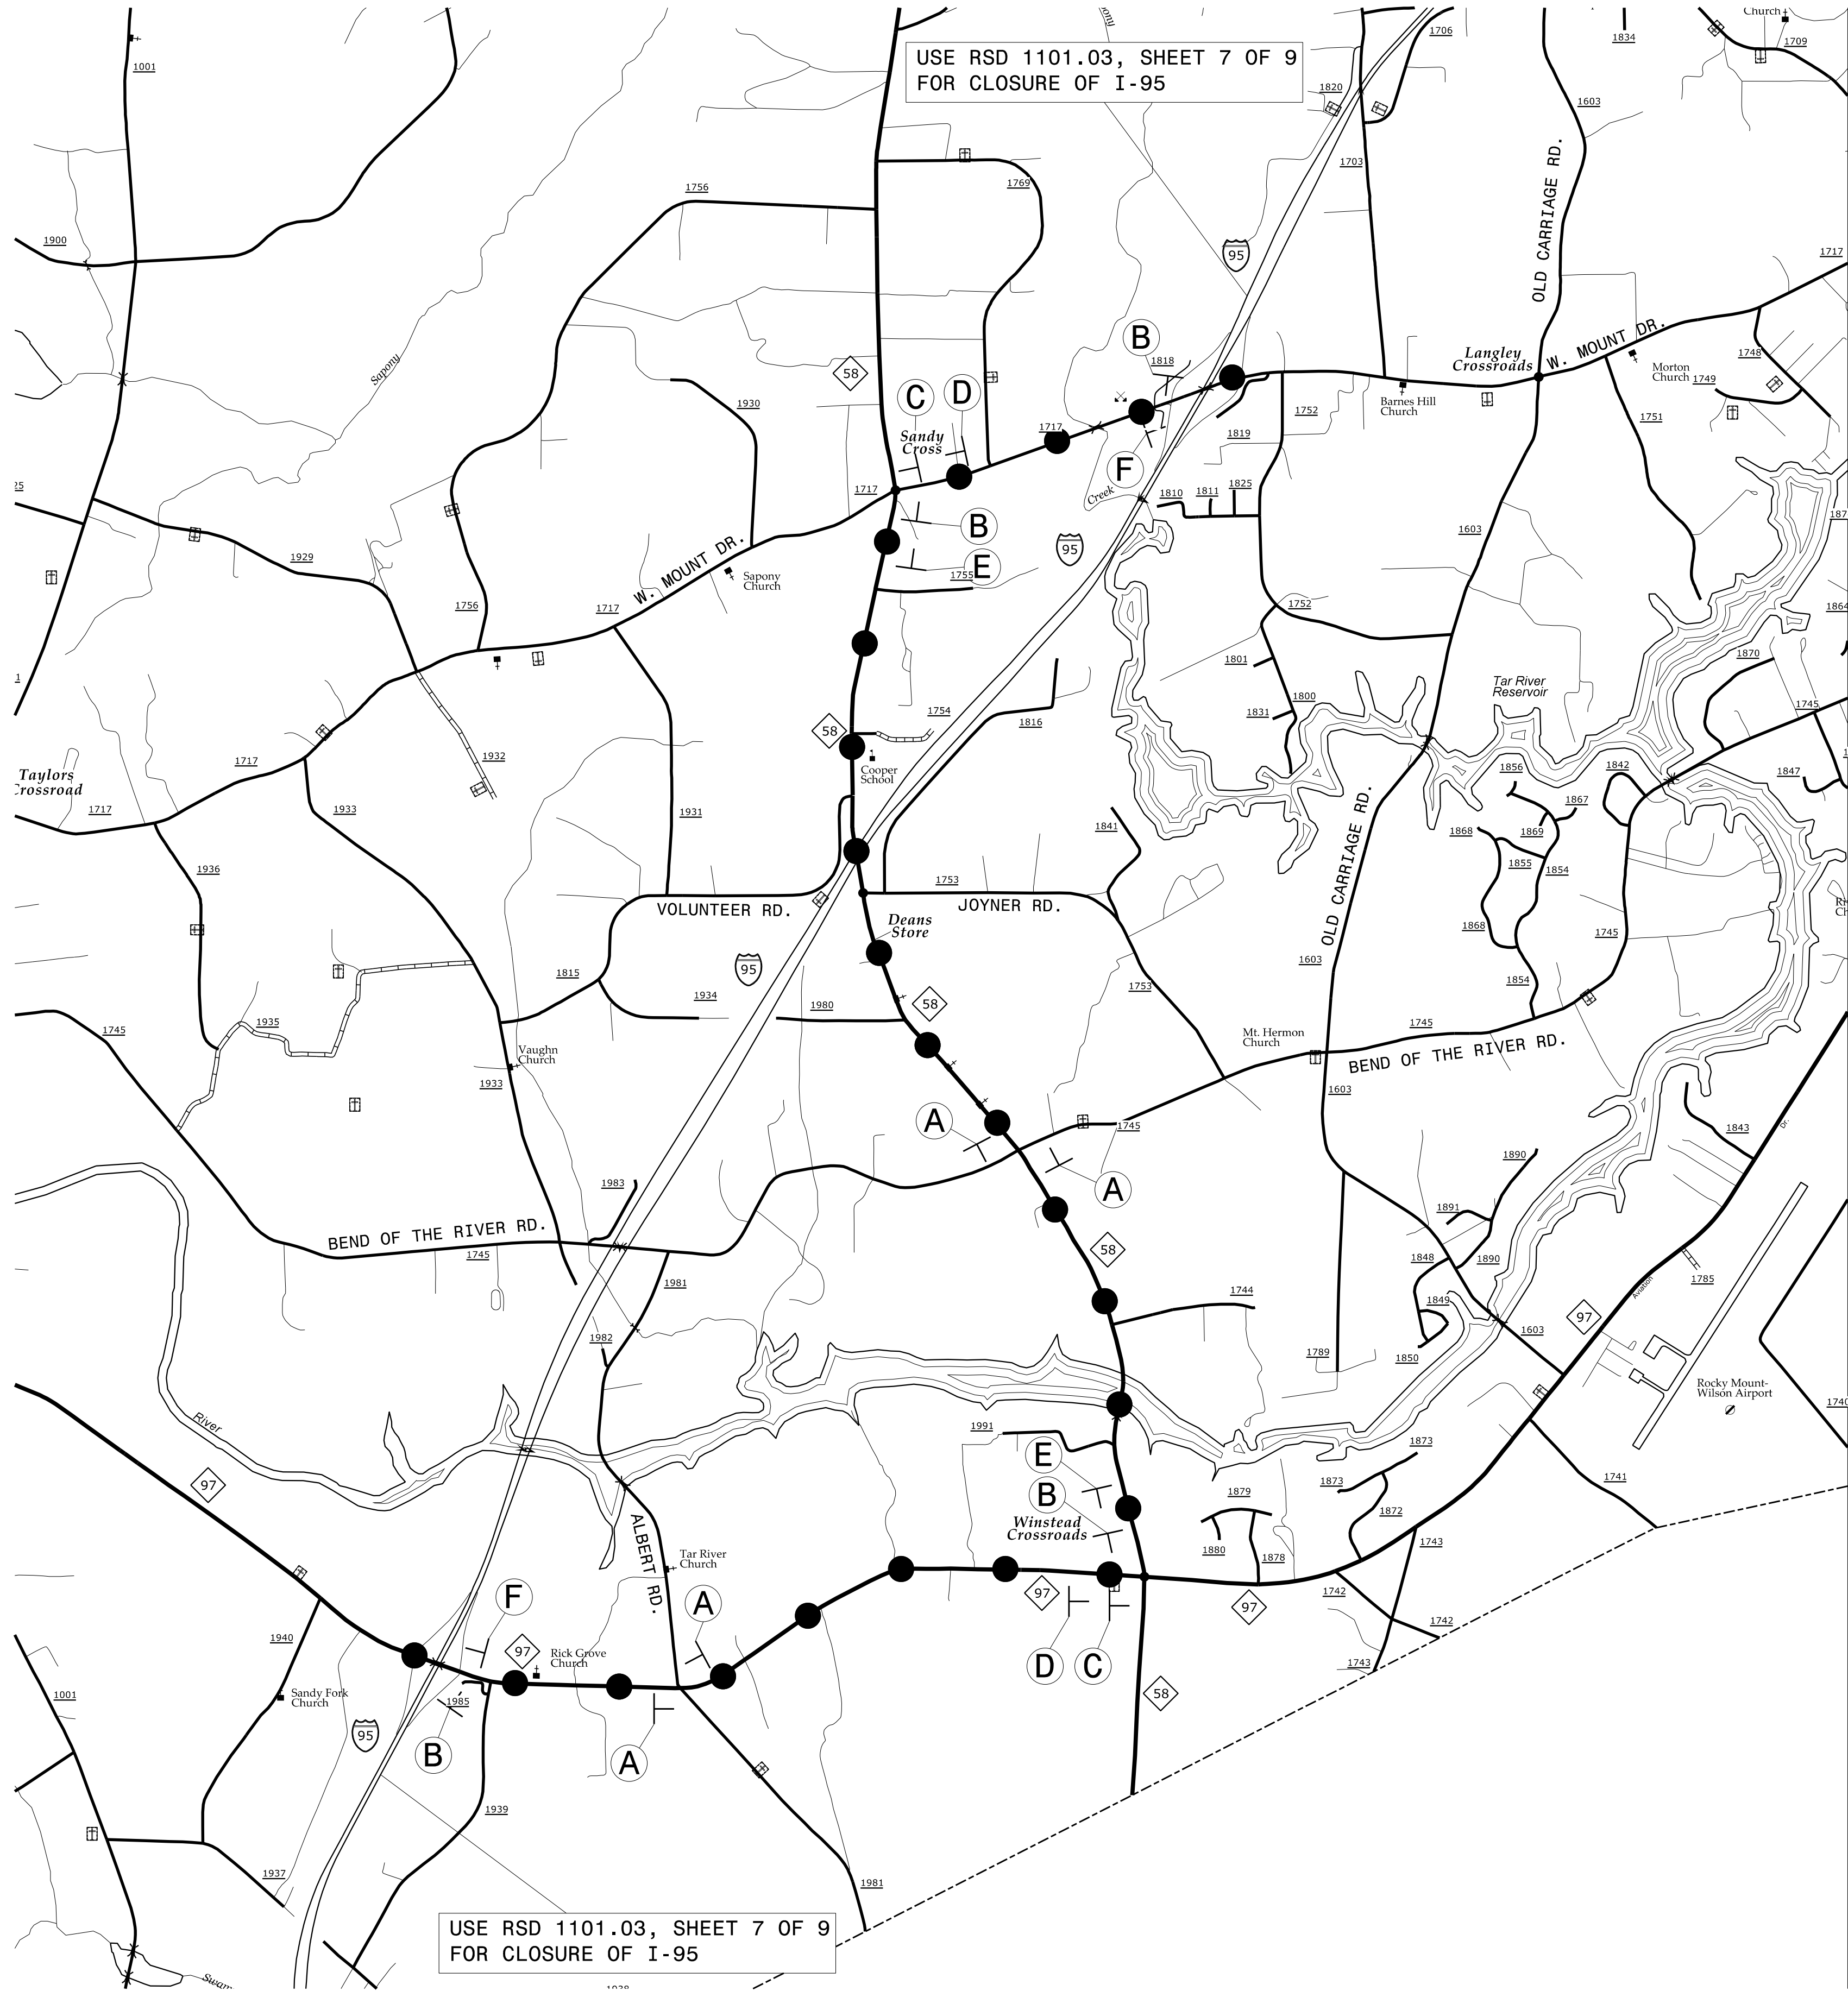 Church
1706
1834
1709
1001
USE RSD 1101.03, SHEET 7 OF 9
FOR CLOSURE OF I-95
1820
1603
1703
1769
1756
OLD CARRIAGE RD.
1900
95
1717
B
1818
W. MOUNT DR.
Langley
Crossroads
1748
Morton
Church
1749
Sapony
58
C
D
1930
Sandy
Cross
1717
Barnes Hill
Church
1752
1751
1819
F
1717
Creek
1810
1811
1825
B
95
1603
1929
E
1755
W. MOUNT DR.
Sapony
Church
1756
1717
1752
1864
1801
1870
Tar River
Reservoir
1800
1831
1745
1754
1816
58
1932
1717
Cooper
School
Taylors
Crossroad
1717
1933
1931
1856
1842
1847
1867
1841
1868
1869
1855
1854
OLD CARRIAGE RD.
1936
1753
VOLUNTEER RD.
JOYNER RD.
Deans
Store
1868
1745
1603
95
1815
1934
1980
58
1753
1854
1935
1745
1745
Mt. Hermon
Church
BEND OF THE RIVER RD.
Vaughn
Church
1933
1603
A
1745
1843
Dr.
A
1890
1983
1891
BEND OF THE RIVER RD.
1745
58
1848
1890
1981
1785
Aviation
1744
1849
97
1603
1982
1789
1850
Rocky Mount-
Wilson Airport
1740
River
1991
1873
E
97
1873
1741
B
1879
1872
Winstead
Crossroads
ALBERT RD.
Tar River
Church
1880
1878
1743
F
A
97
97
1742
1742
1940
97
Rick Grove
Church
D
C
1743
Sandy Fork
Church
1001
1985
58
95
B
A
1939
1937
1981
USE RSD 1101.03, SHEET 7 OF 9
FOR CLOSURE OF I-95